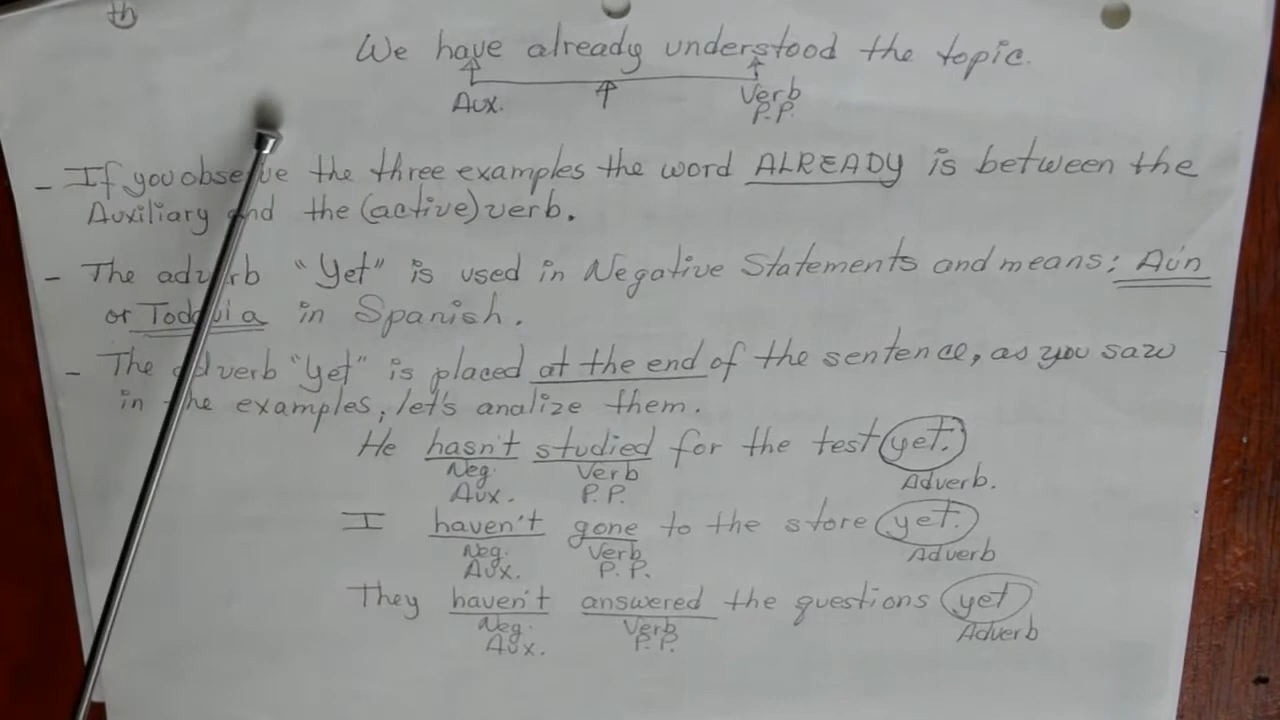 th
We have already understood the topic.
Aux. Verb
P.P.
- If you observe the three examples the word ALREADY is between the
Auxiliary and the (active) verb.
- The adverb "Yet" is used in Negative Statements and means: Aún
or Todavia in Spanish.
- The adverb "Yet" is placed at the end of the sentence, as you saw
in the examples, let's analize them.
He hasn't studied for the test yet.
Neg. Verb Adverb.
Aux. P.P.
I haven't gone to the store yet.
Neg. Verb Adverb
Aux. P.P.
They haven't answered the questions yet
Neg. Verb Adverb
Aux. P.P.